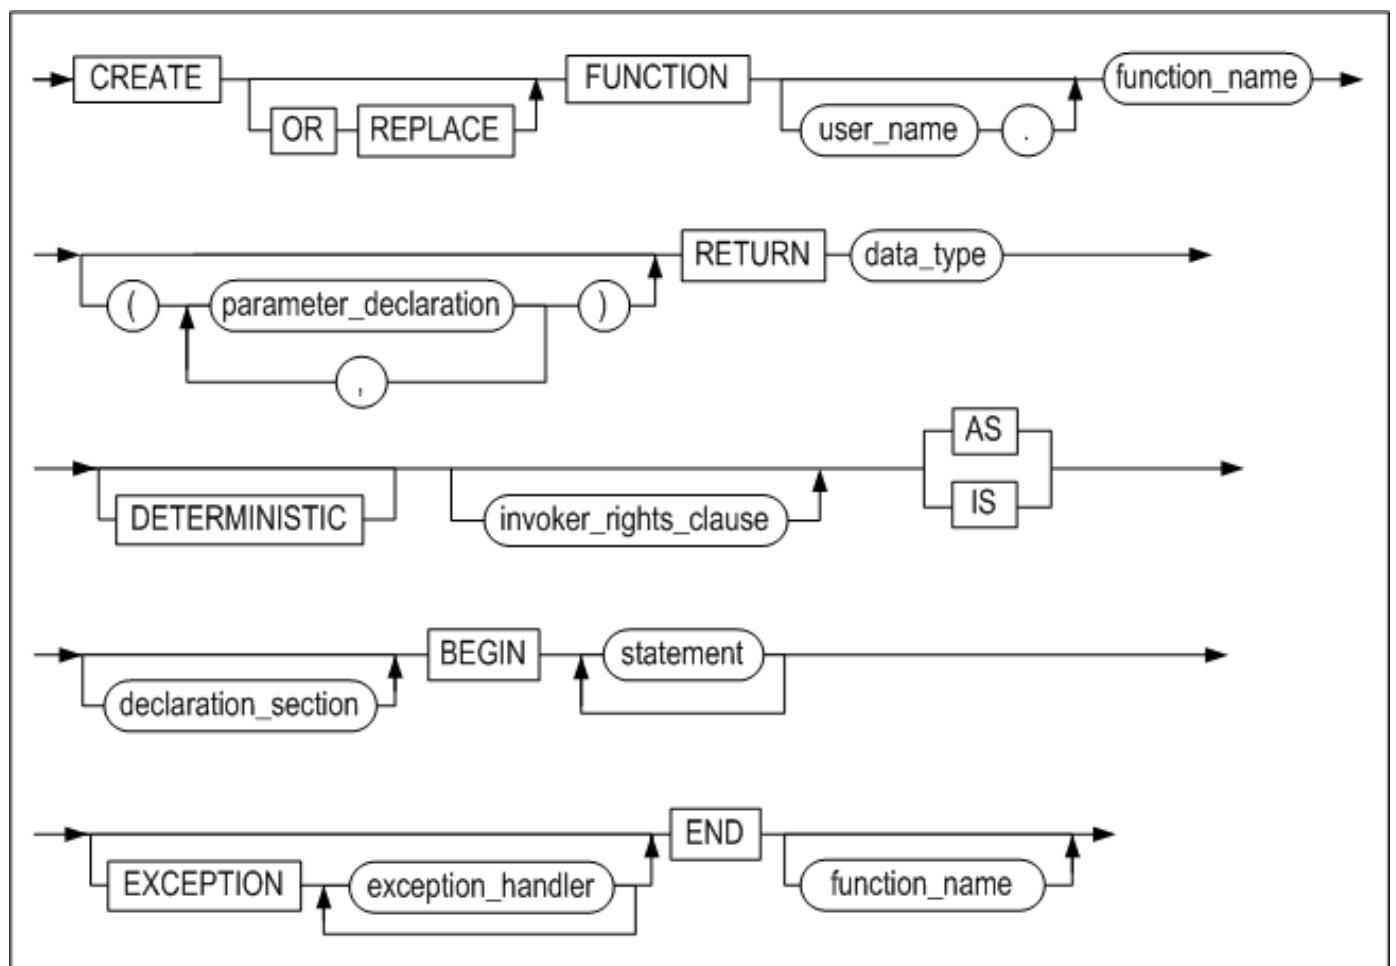 CREATE OR REPLACE FUNCTION user_name . function_name
( parameter_declaration , ) RETURN data_type
DETERMINISTIC invoker_rights_clause AS IS
declaration_section BEGIN statement
EXCEPTION exception_handler END function_name